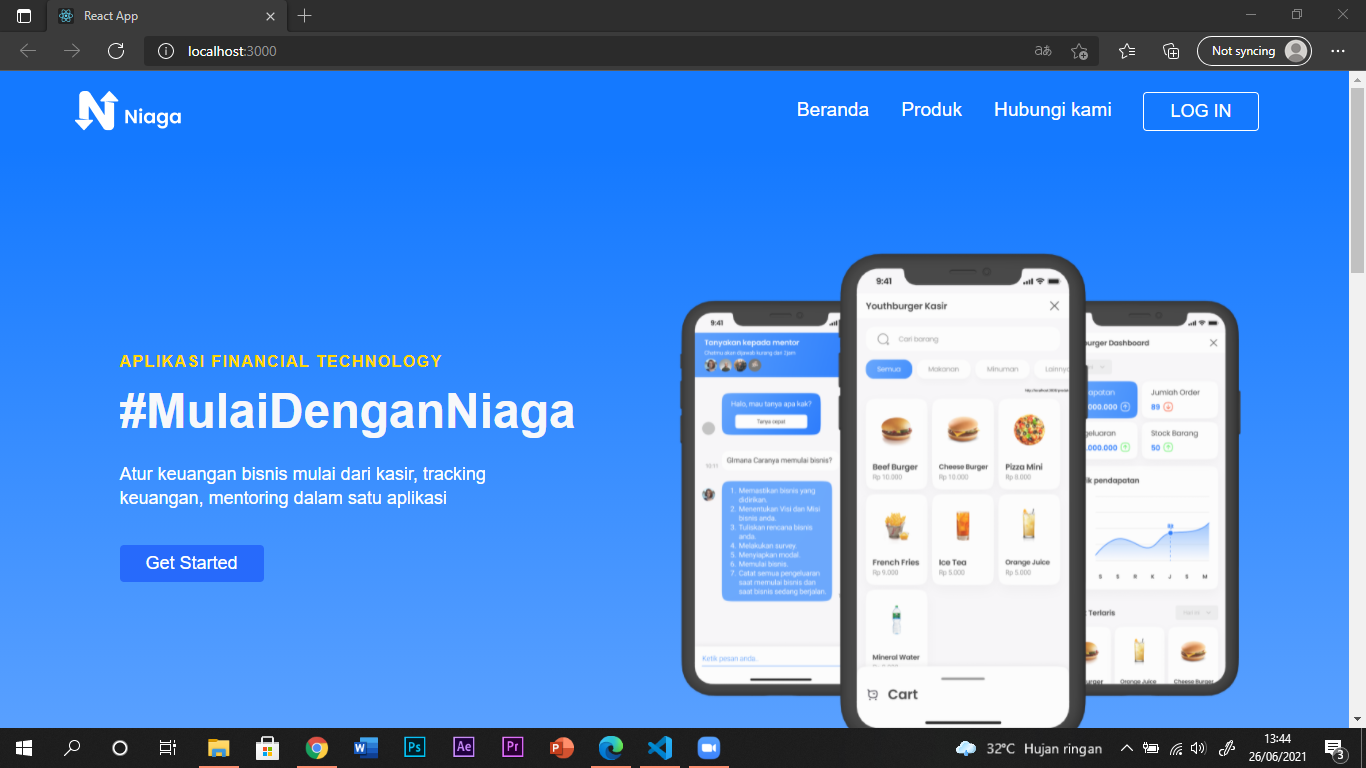 React App
localhost:3000
Not syncing
Niaga
Beranda
Produk
Hubungi kami
LOG IN
APLIKASI FINANCIAL TECHNOLOGY
#MulaiDenganNiaga
Atur keuangan bisnis mulai dari kasir, tracking
keuangan, mentoring dalam satu aplikasi
Get Started
9:41
Tanyakan kepada mentor
Halo, mau tanya apa kak?
Tanya cepat
GImana Caranya memulai bisnis?
1. Memastikan bisnis yang
didirikan.
2. Menentukan Visi dan Misi
bisnis anda.
3. Tuliskan rencana bisnis
anda.
4. Melakukan survey.
5. Menyiapkan modal.
6. Memulai bisnis.
7. Catat semua pengeluaran
saat memulai bisnis dan
saat bisnis sedang berjalan.
Ketik pesan anda..
9:41
Youthburger Kasir
Cari barang
Semua
Makanan
Minuman
Lainnya
Beef Burger
Rp 10.000
Cheese Burger
Rp 10.000
Pizza Mini
Rp 8.000
French Fries
Rp 9.000
Ice Tea
Rp 5.000
Orange Juice
Rp 5.000
Mineral Water
Cart
urger Dashboard
apatan
000.000
Jumlah Order
89
geluaran
.000.000
Stock Barang
50
ik pendapatan
S S R K J S M
t Terlaris
urger
Orange Juice
Cheese Burger
32°C Hujan ringan
13:44
26/06/2021
3